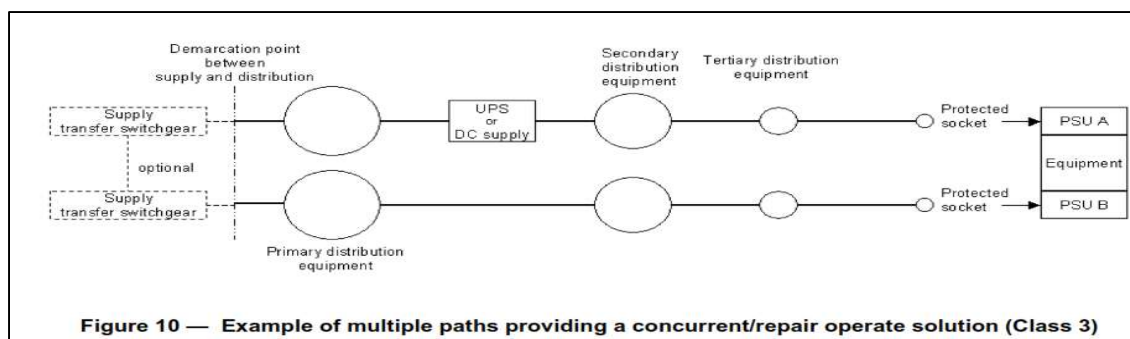 Demarcation point
between
supply and distribution
Secondary
distribution
equipment
Tertiary distribution
equipment
Supply
transfer switchgear
UPS
or
DC supply
Protected
socket
PSU A
optional
Equipment
Supply
transfer switchgear
Protected
socket
PSU B
Primary distribution
equipment
Figure 10 — Example of multiple paths providing a concurrent/repair operate solution (Class 3)